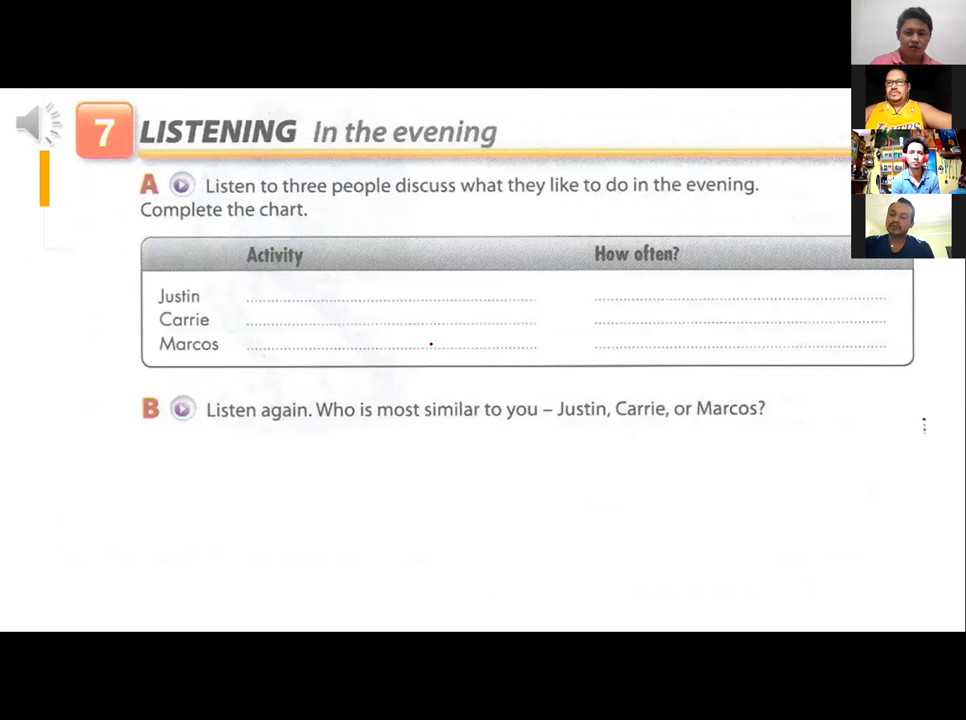 7 LISTENING In the evening
A Listen to three people discuss what they like to do in the evening.
Complete the chart.
Activity How often?
Justin
Carrie
Marcos
B Listen again. Who is most similar to you – Justin, Carrie, or Marcos?